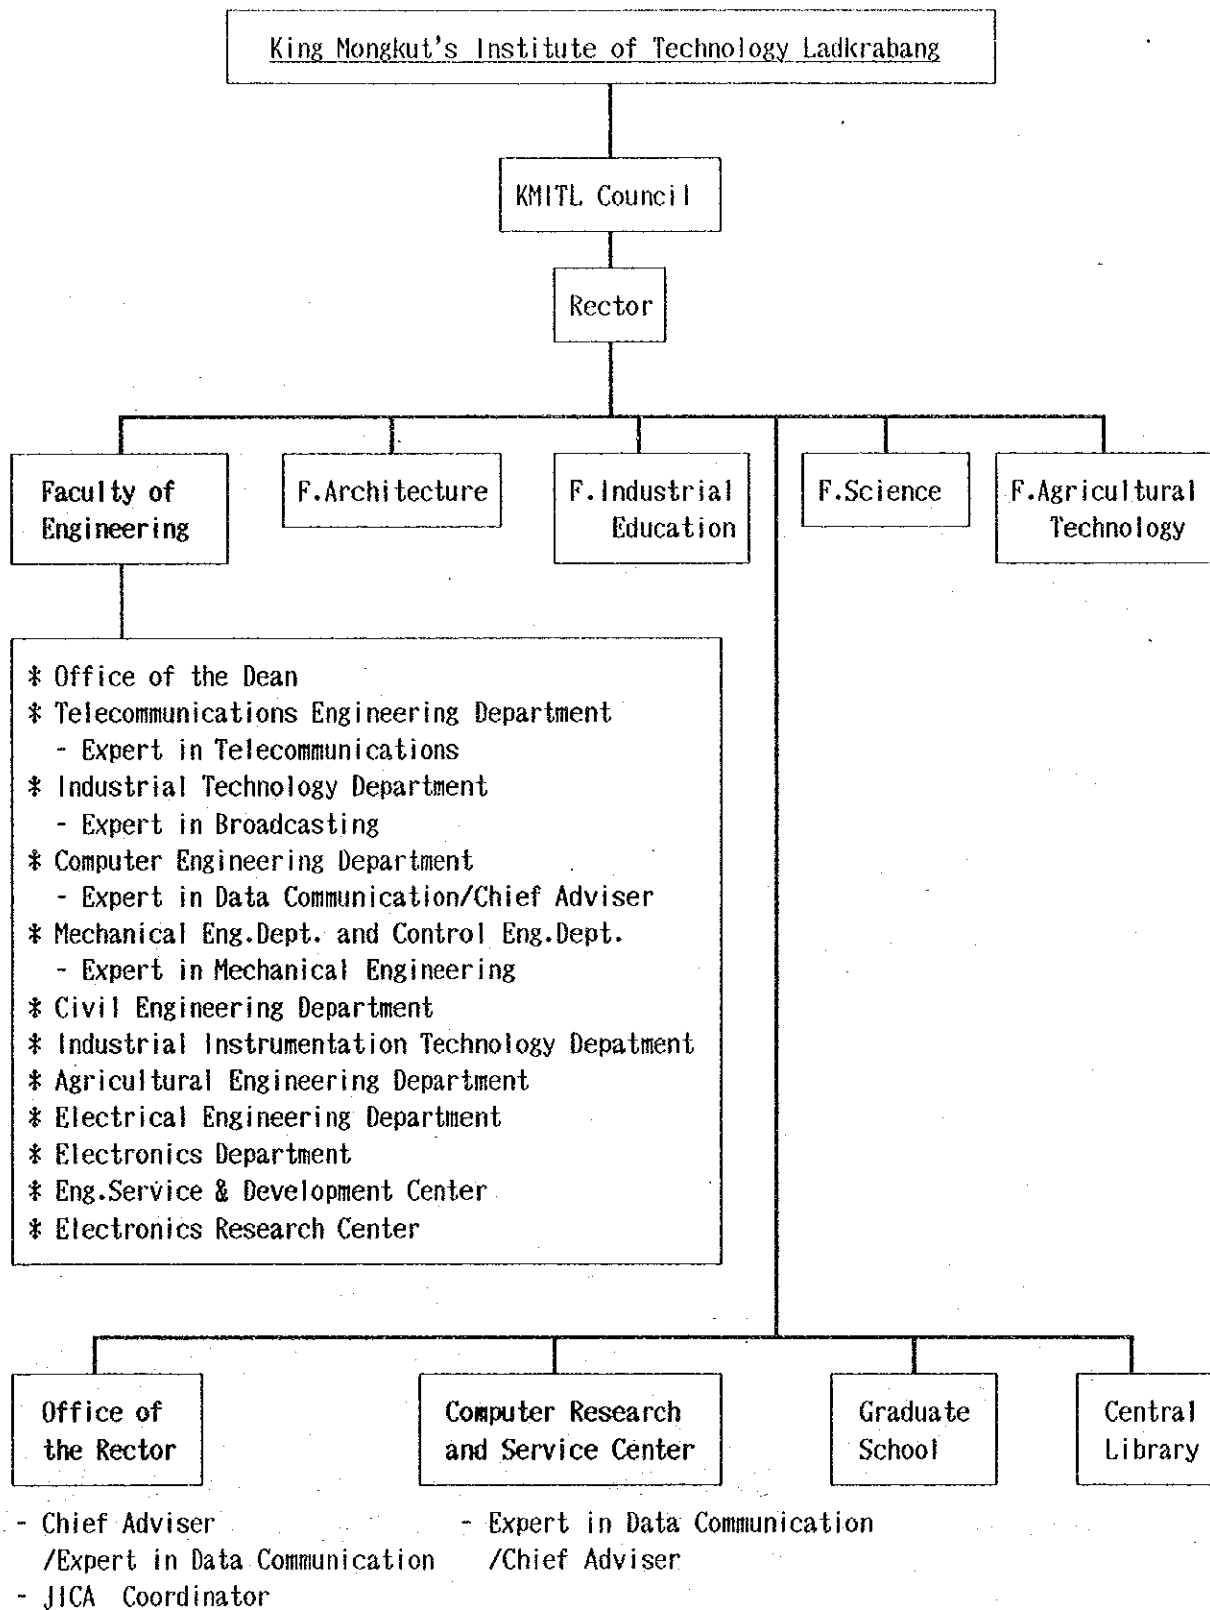 King Mongkut's Institute of Technology Ladkrabang
KMITL Council
Rector
Faculty of
Engineering
F.Architecture
F.Industrial
Education
F.Science
F.Agricultural
Technology
* Office of the Dean
* Telecommunications Engineering Department
- Expert in Telecommunications
* Industrial Technology Department
- Expert in Broadcasting
* Computer Engineering Department
- Expert in Data Communication/Chief Adviser
* Mechanical Eng.Dept. and Control Eng.Dept.
- Expert in Mechanical Engineering
* Civil Engineering Department
* Industrial Instrumentation Technology Depatment
* Agricultural Engineering Department
* Electrical Engineering Department
* Electronics Department
* Eng.Service & Development Center
* Electronics Research Center
Office of
the Rector
Computer Research
and Service Center
Graduate
School
Central
Library
- Chief Adviser
/Expert in Data Communication
- JICA Coordinator
- Expert in Data Communication
/Chief Adviser